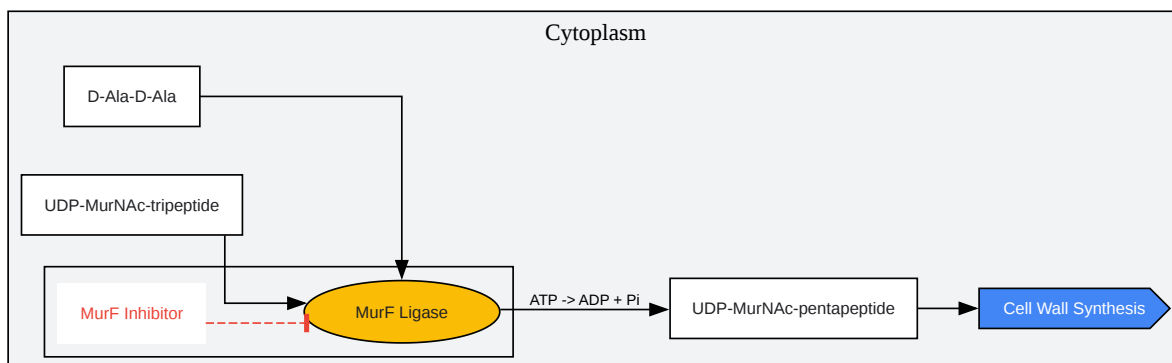 Cytoplasm
D-Ala-D-Ala
UDP-MurNAc-tripeptide
MurF Inhibitor
MurF Ligase
ATP -> ADP + Pi
UDP-MurNAc-pentapeptide
Cell Wall Synthesis